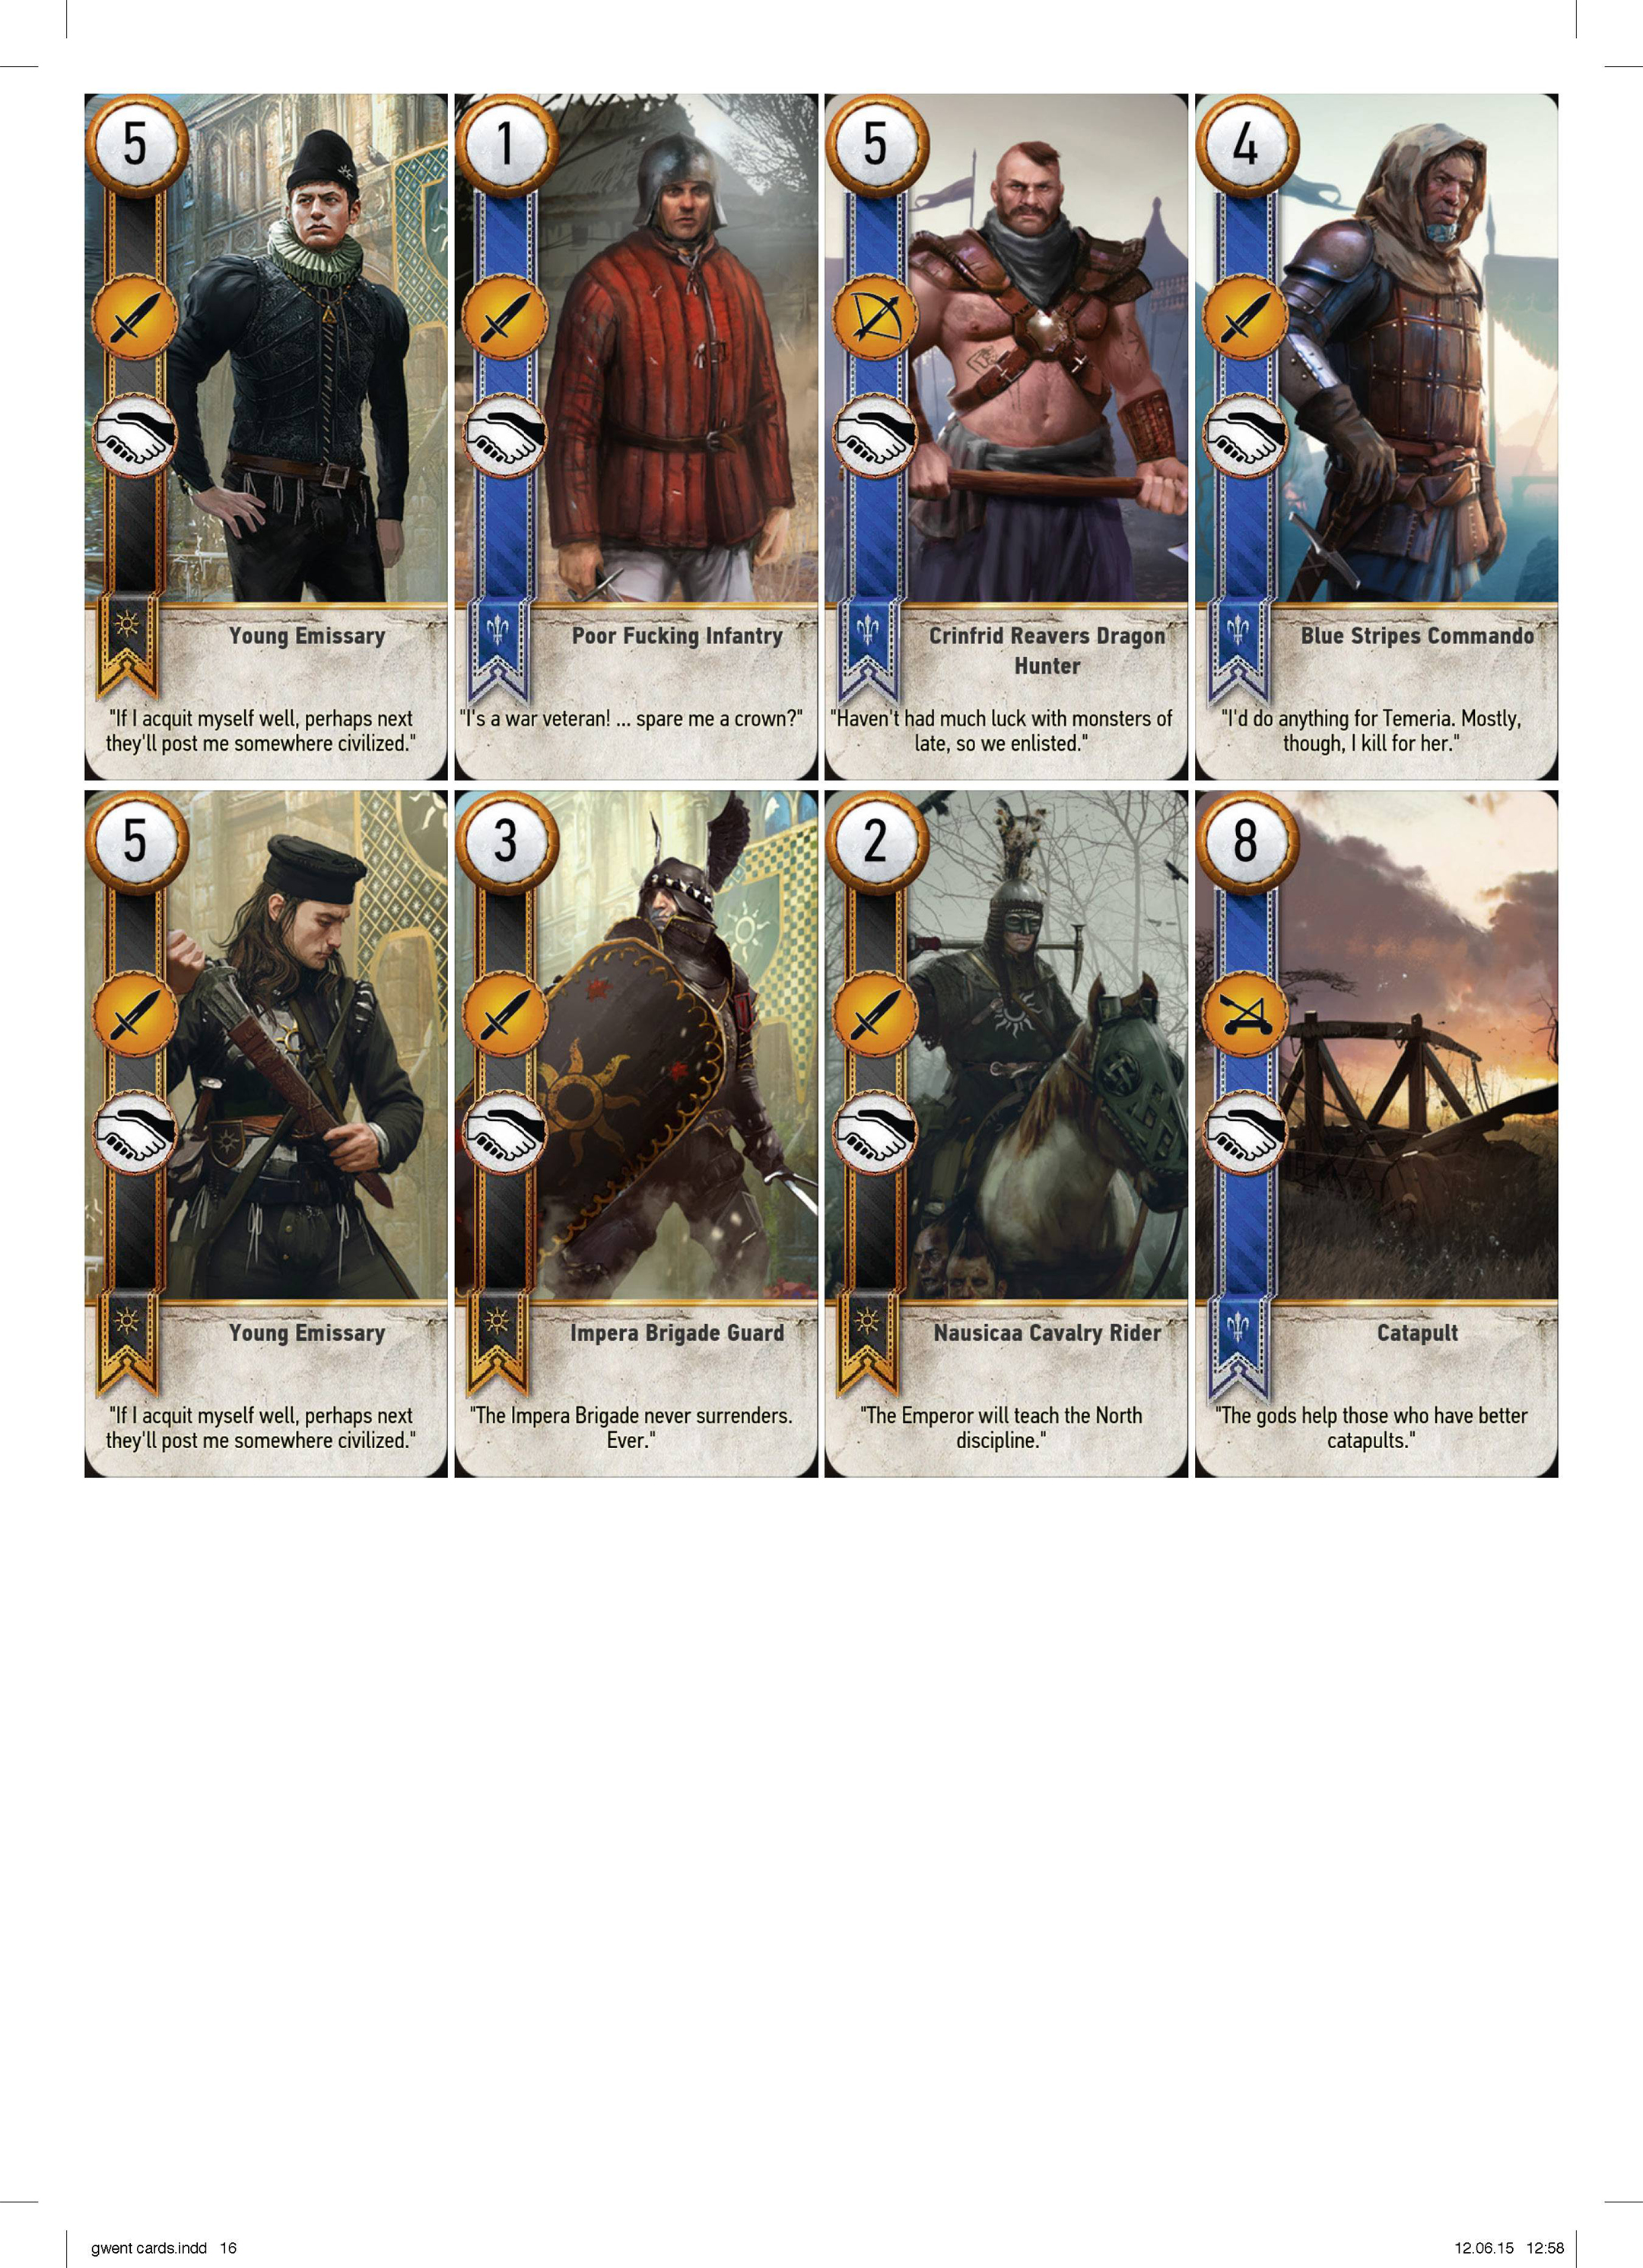 5
Young Emissary
"If I acquit myself well, perhaps next
they'll post me somewhere civilized."
1
Poor Fucking Infantry
"I's a war veteran! ... spare me a crown?"
5
Crinfrid Reavers Dragon
Hunter
"Haven't had much luck with monsters of
late, so we enlisted."
4
Blue Stripes Commando
"I'd do anything for Temeria. Mostly,
though, I kill for her."
5
Young Emissary
"If I acquit myself well, perhaps next
they'll post me somewhere civilized."
3
Impera Brigade Guard
"The Impera Brigade never surrenders.
Ever."
2
Nausicaa Cavalry Rider
"The Emperor will teach the North
discipline."
8
Catapult
"The gods help those who have better
catapults."
gwent cards.indd 16
12.06.15 12:58